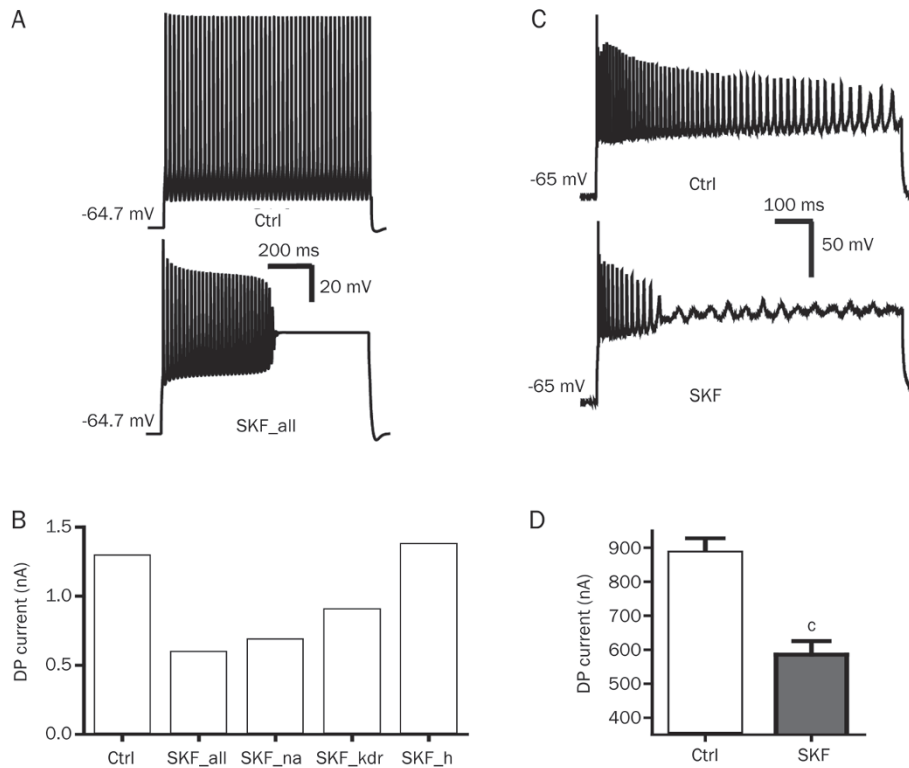 A
-64.7 mV
Ctrl
200 ms
20 mV
-64.7 mV
SKF_all
C
-65 mV
Ctrl
100 ms
50 mV
-65 mV
SKF
B
DP current (nA)
1.5
1.0
0.5
0.0
Ctrl
SKF_all
SKF_na
SKF_kdr
SKF_h
D
DP current (nA)
900
800
700
600
500
400
c
Ctrl
SKF